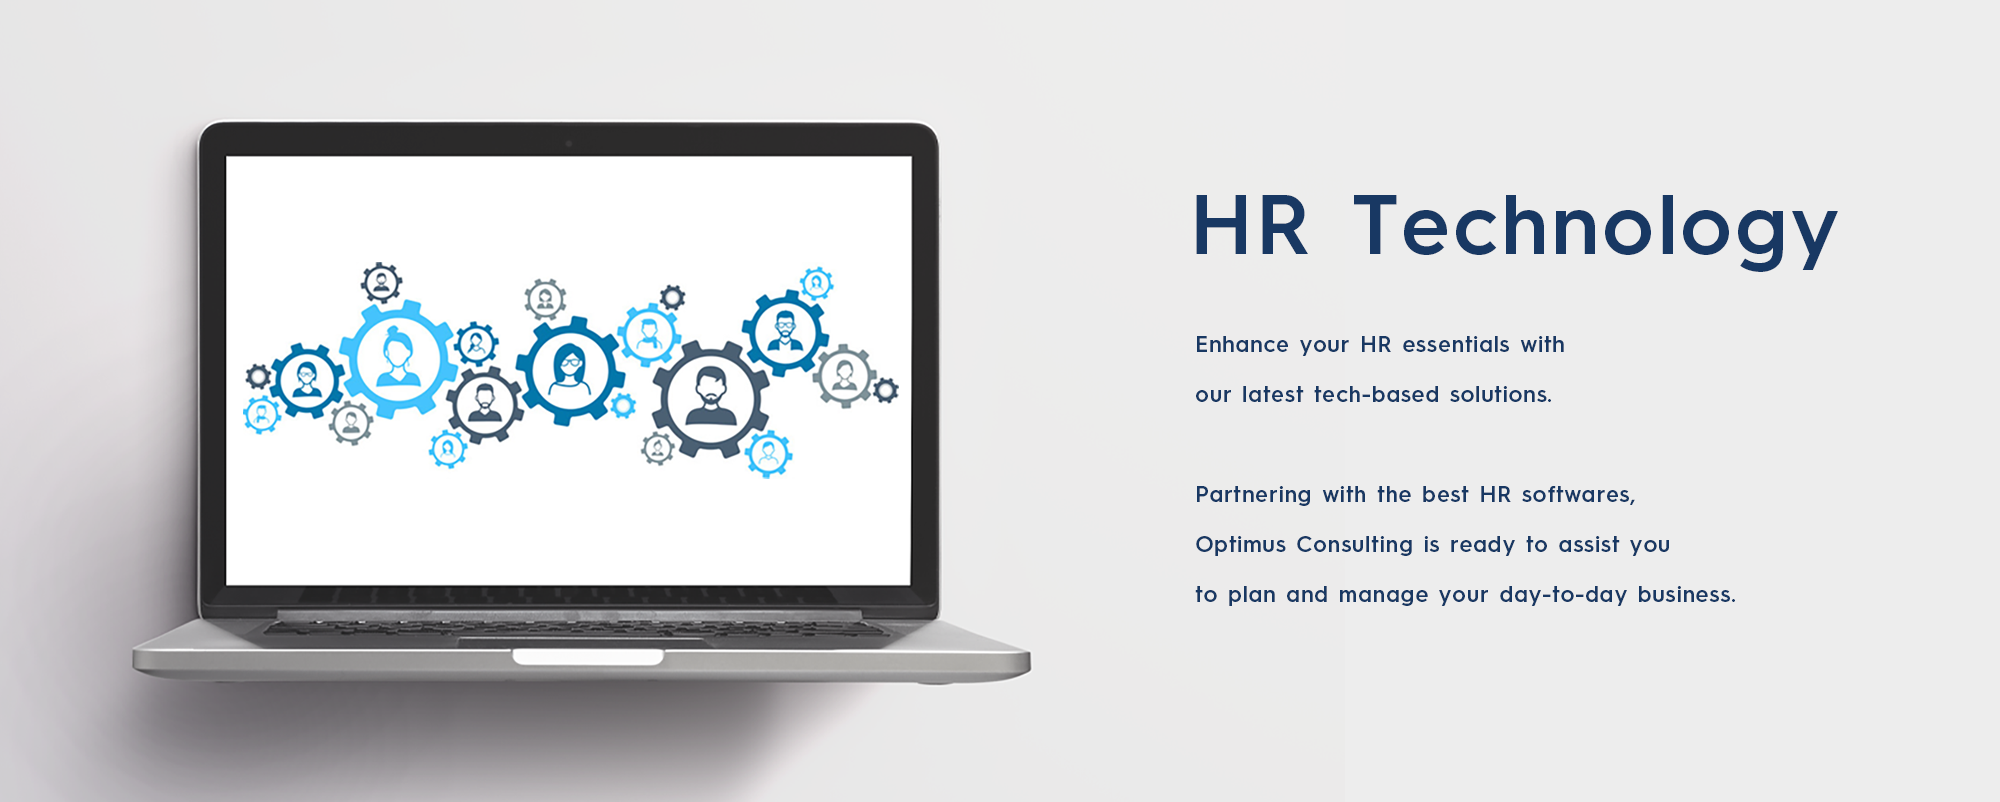 HR Technology
Enhance your HR essentials with
our latest tech-based solutions.
Partnering with the best HR softwares,
Optimus Consulting is ready to assist you
to plan and manage your day-to-day business.